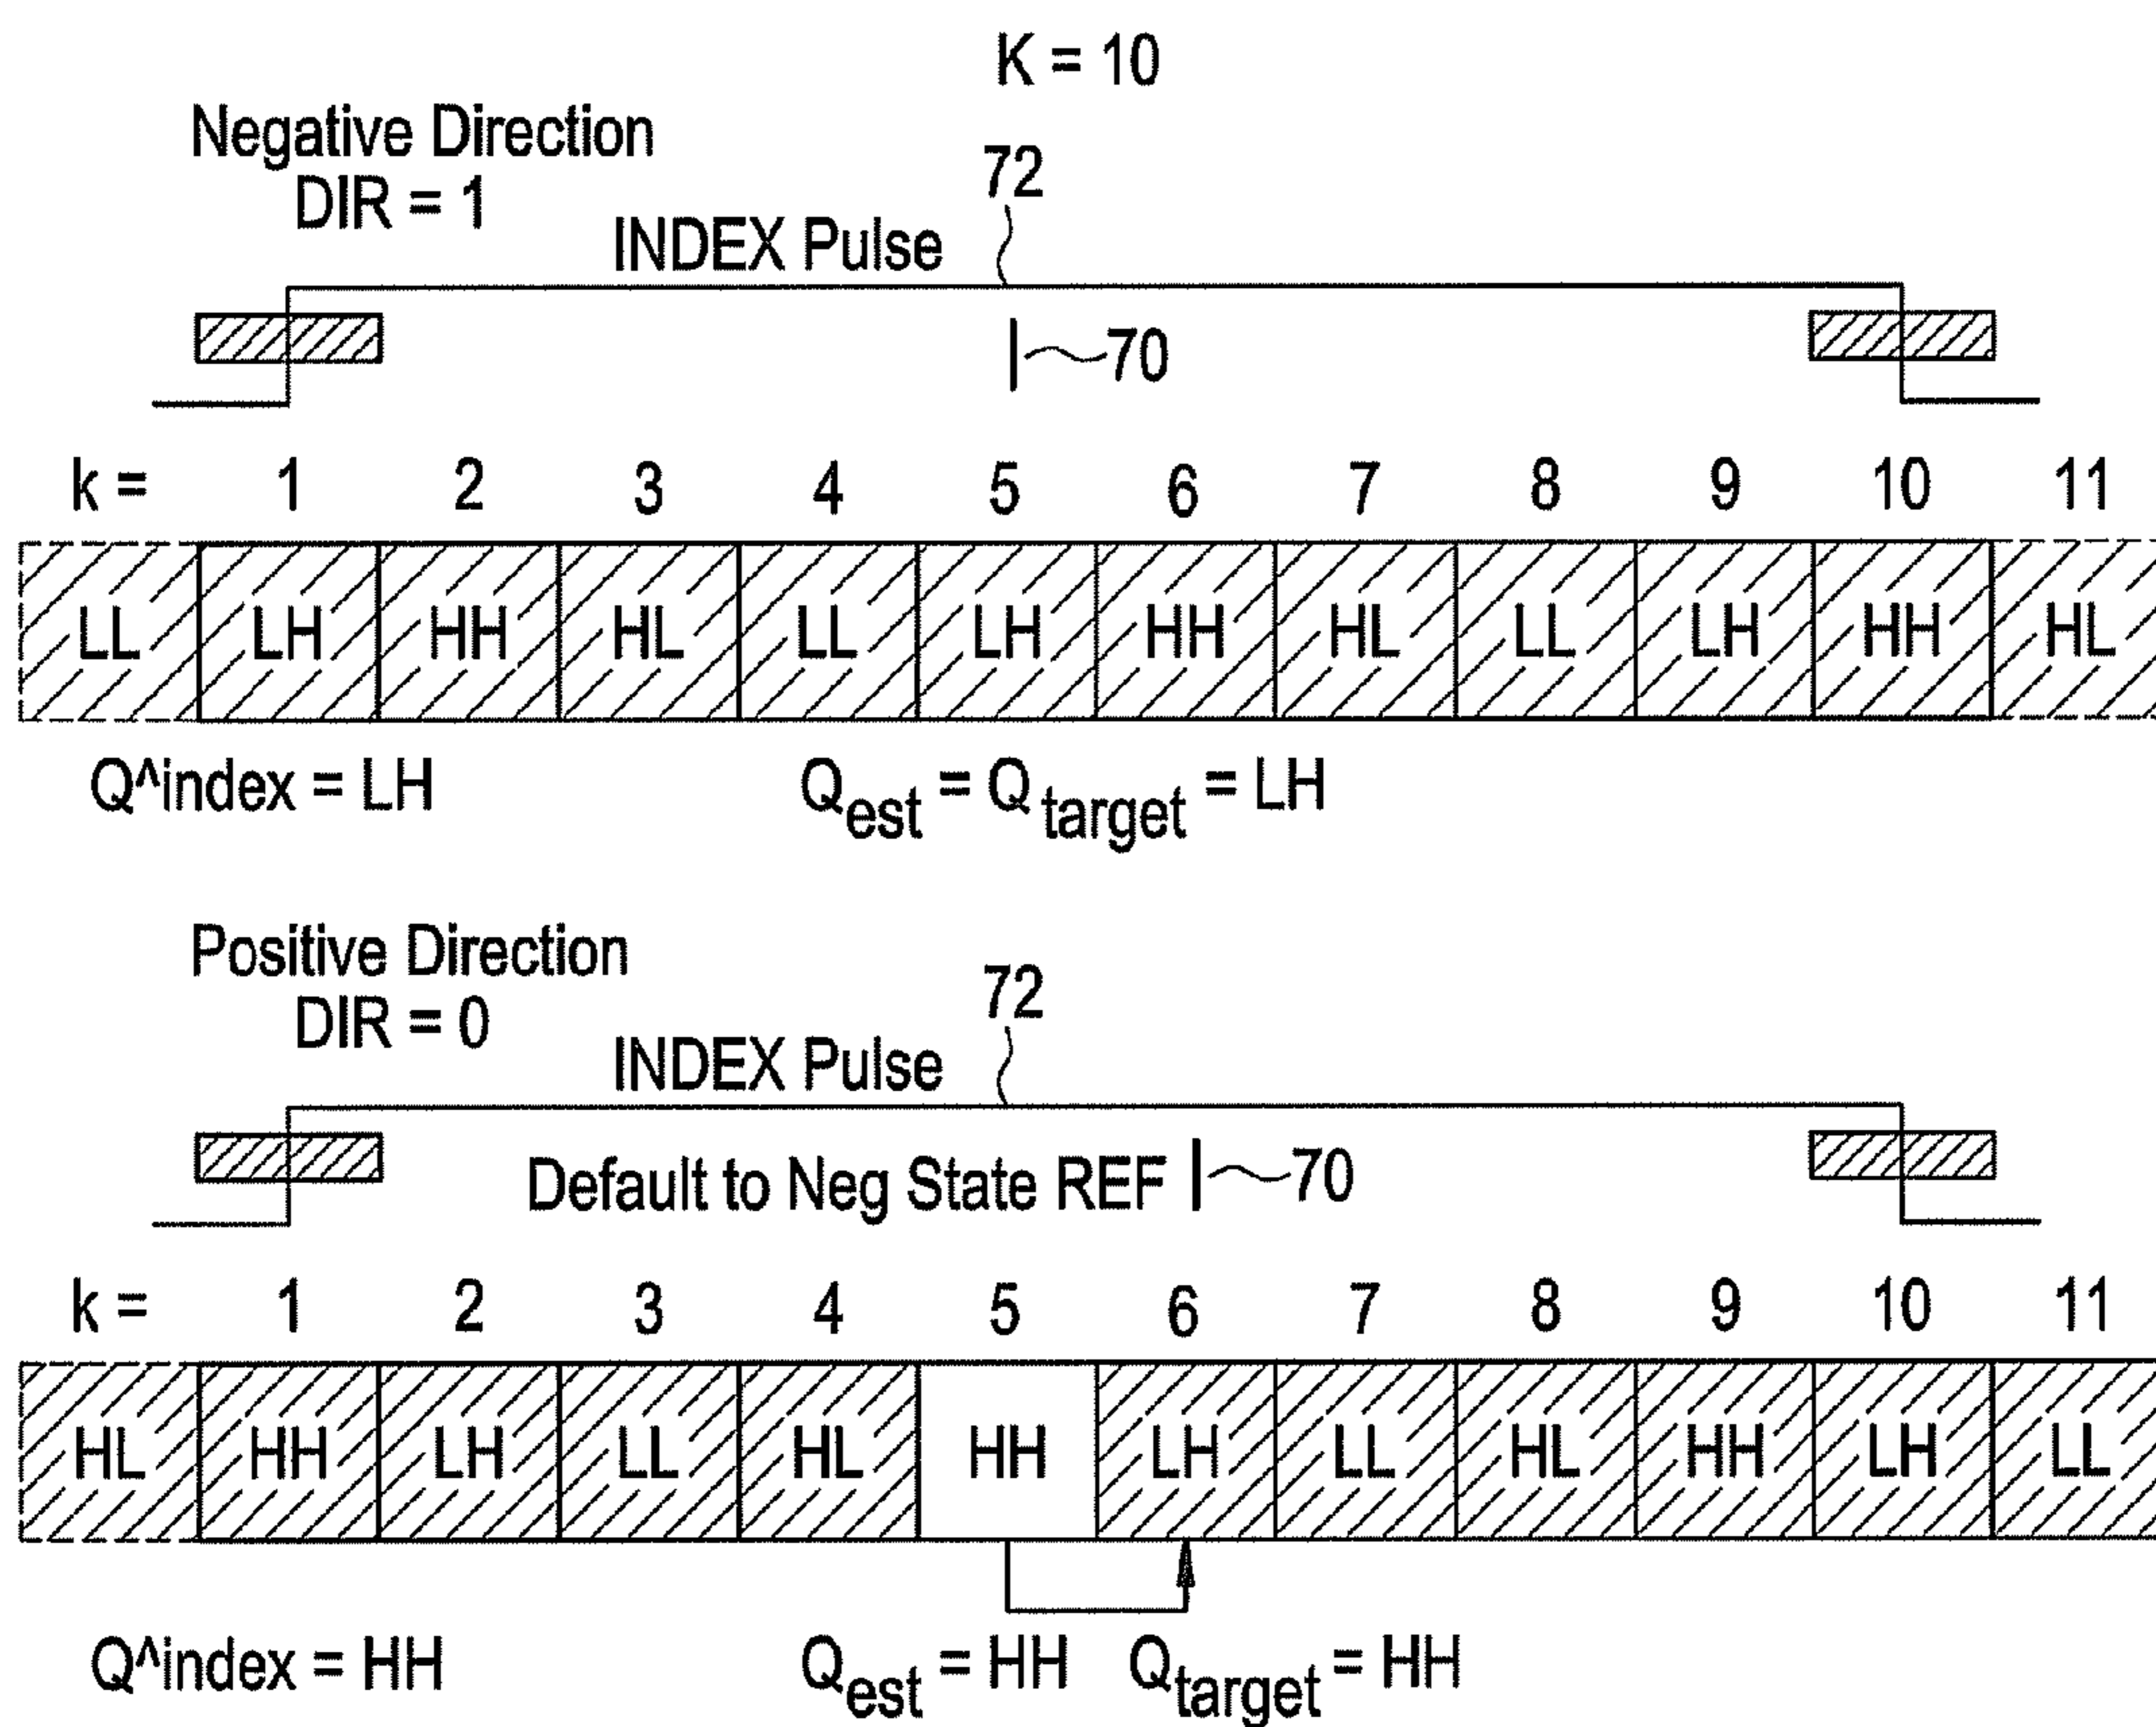 K = 10
Negative Direction
DIR = 1
72
INDEX Pulse
70
k = 1 2 3 4 5 6 7 8 9 10 11
LL LH HH HL LL LH HH HL LL LH HH HL
Q^index = LH Qest = Qtarget = LH
Positive Direction
DIR = 0
72
INDEX Pulse
Default to Neg State REF 70
k = 1 2 3 4 5 6 7 8 9 10 11
HL HH LH LL HL HH LH LL HL HH LH LL
Q^index = HH Qest = HH Qtarget = HH